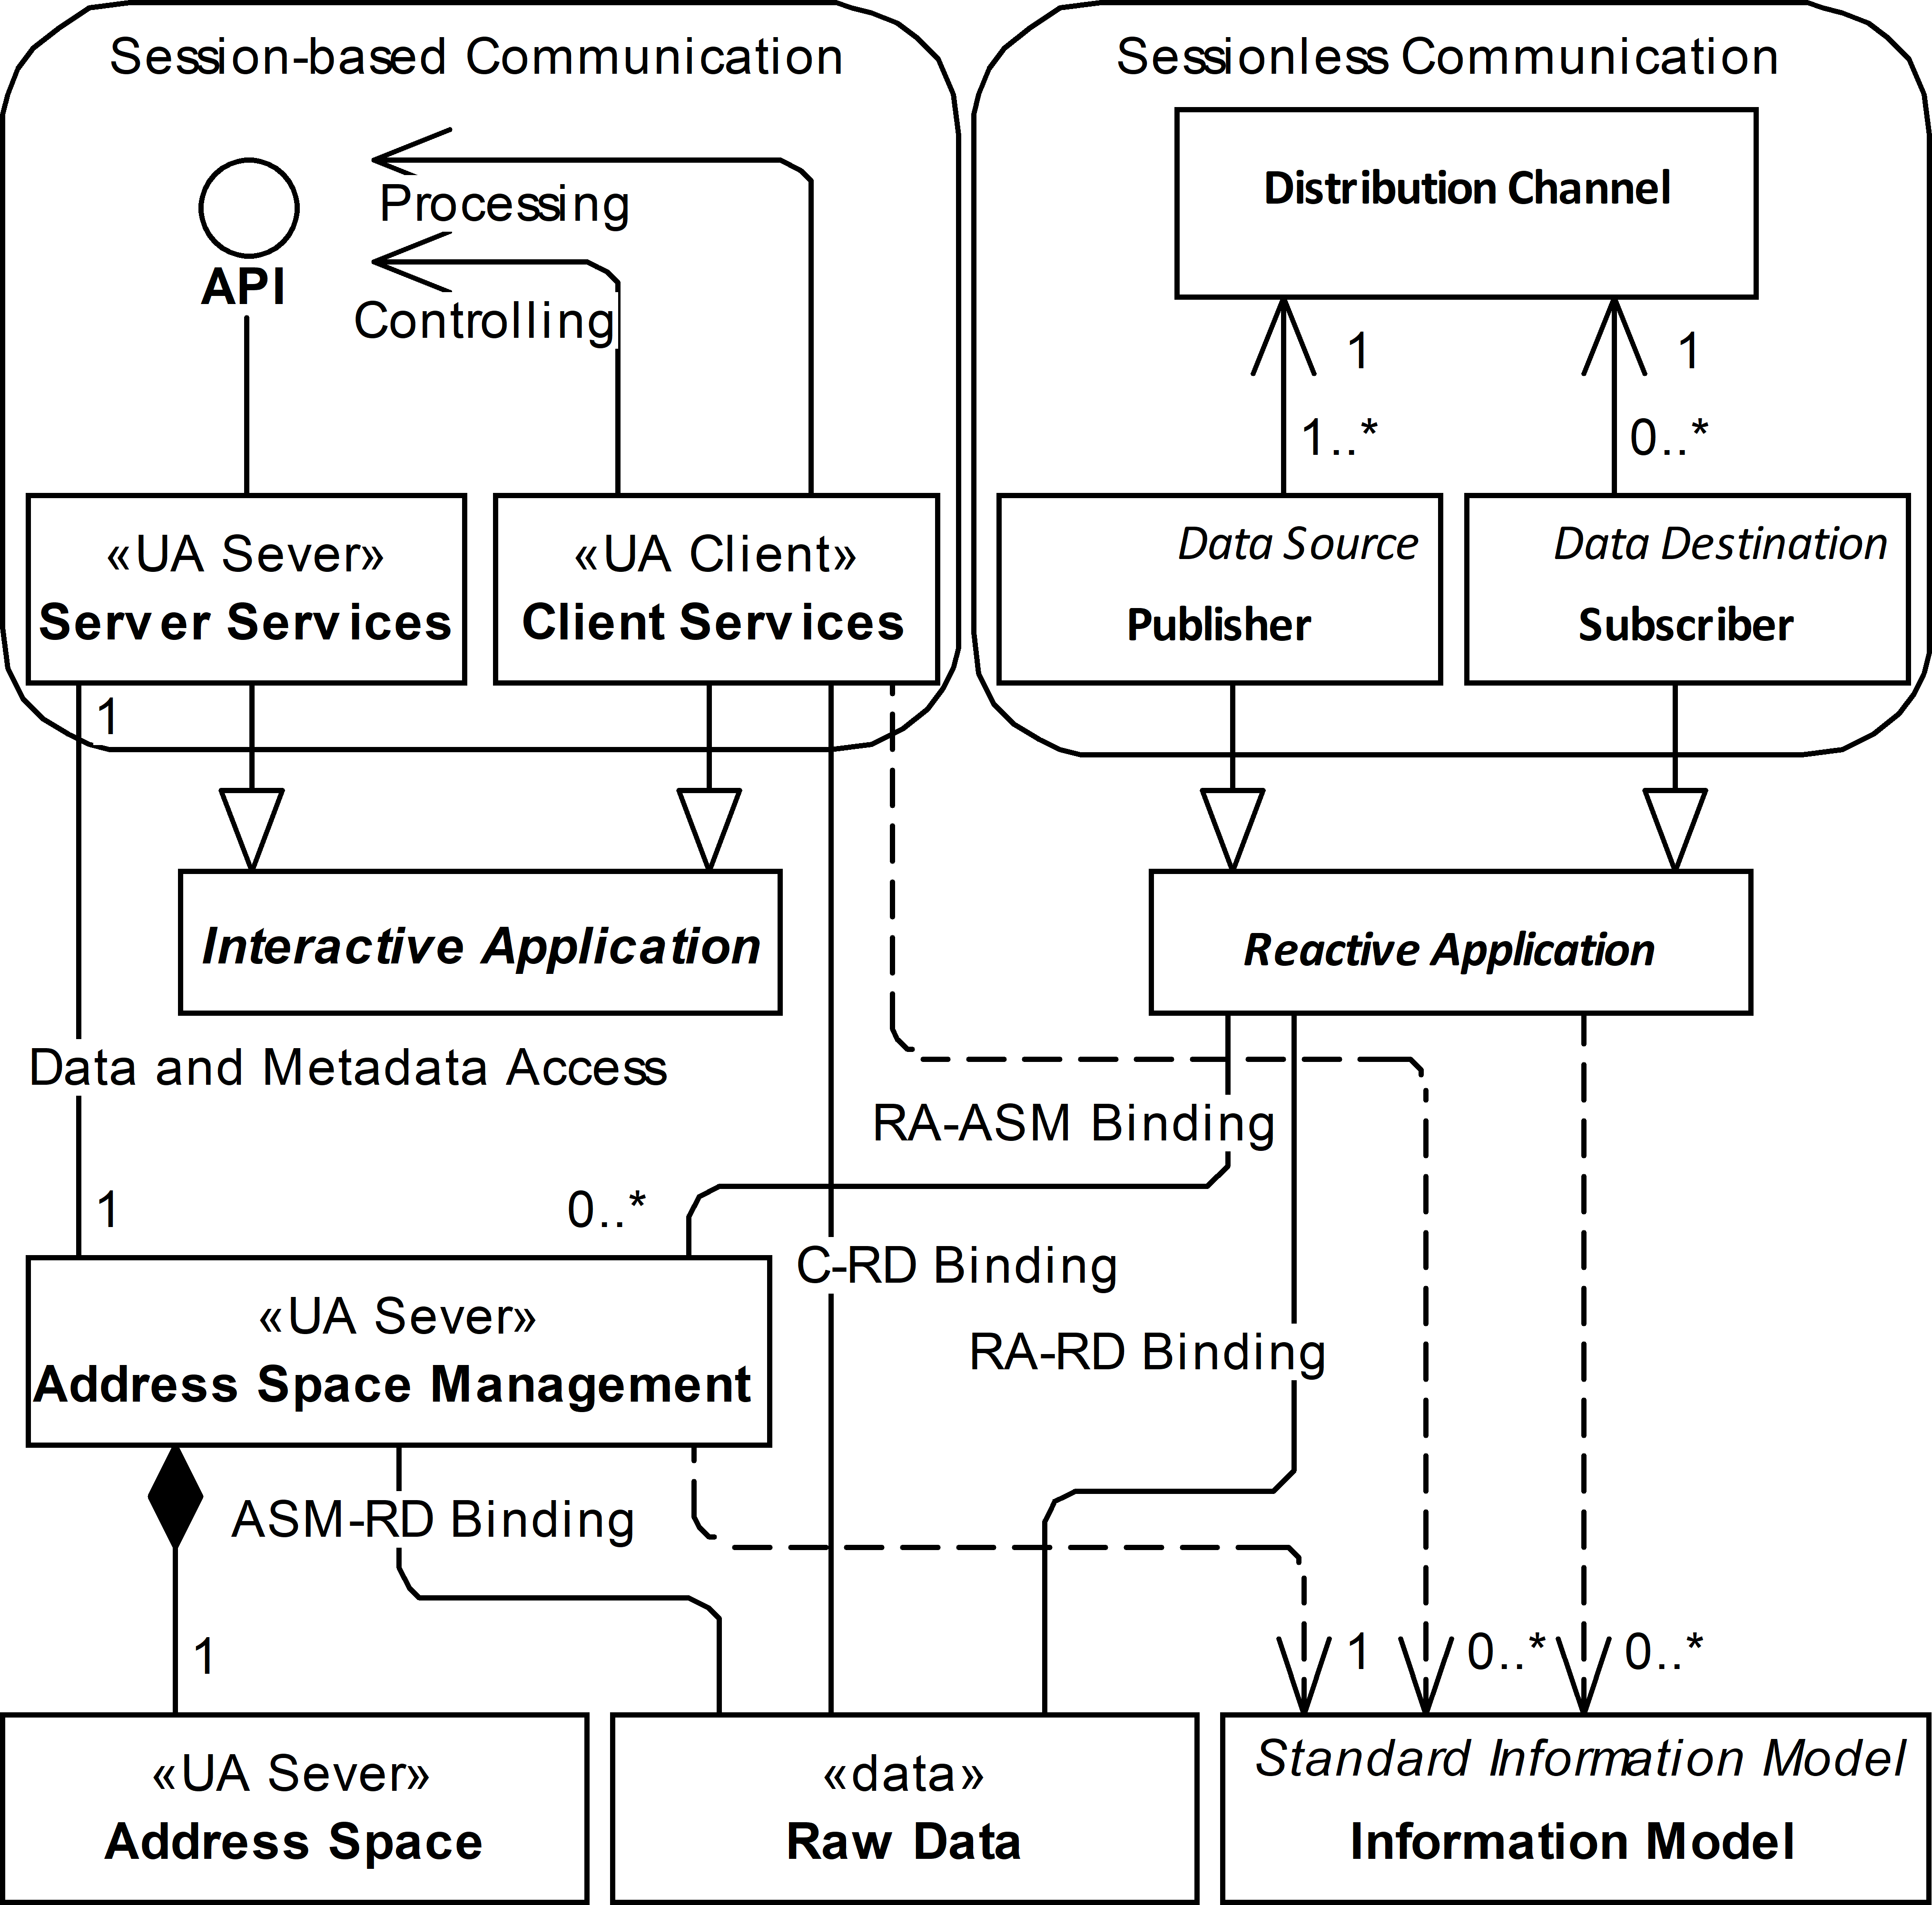 Session-based Communication
Sessionless Communication
Distribution Channel
Processing
API
Controlling
1
1
1..*
0..*
«UA Sever»
Server Services
«UA Client»
Client Services
Data Source
Publisher
Data Destination
Subscriber
1
Interactive Application
Reactive Application
Data and Metadata Access
RA-ASM Binding
1
0..*
C-RD Binding
«UA Sever»
Address Space Management
RA-RD Binding
ASM-RD Binding
1
1
0..*
0..*
«UA Sever»
Address Space
«data»
Raw Data
Standard Information Model
Information Model